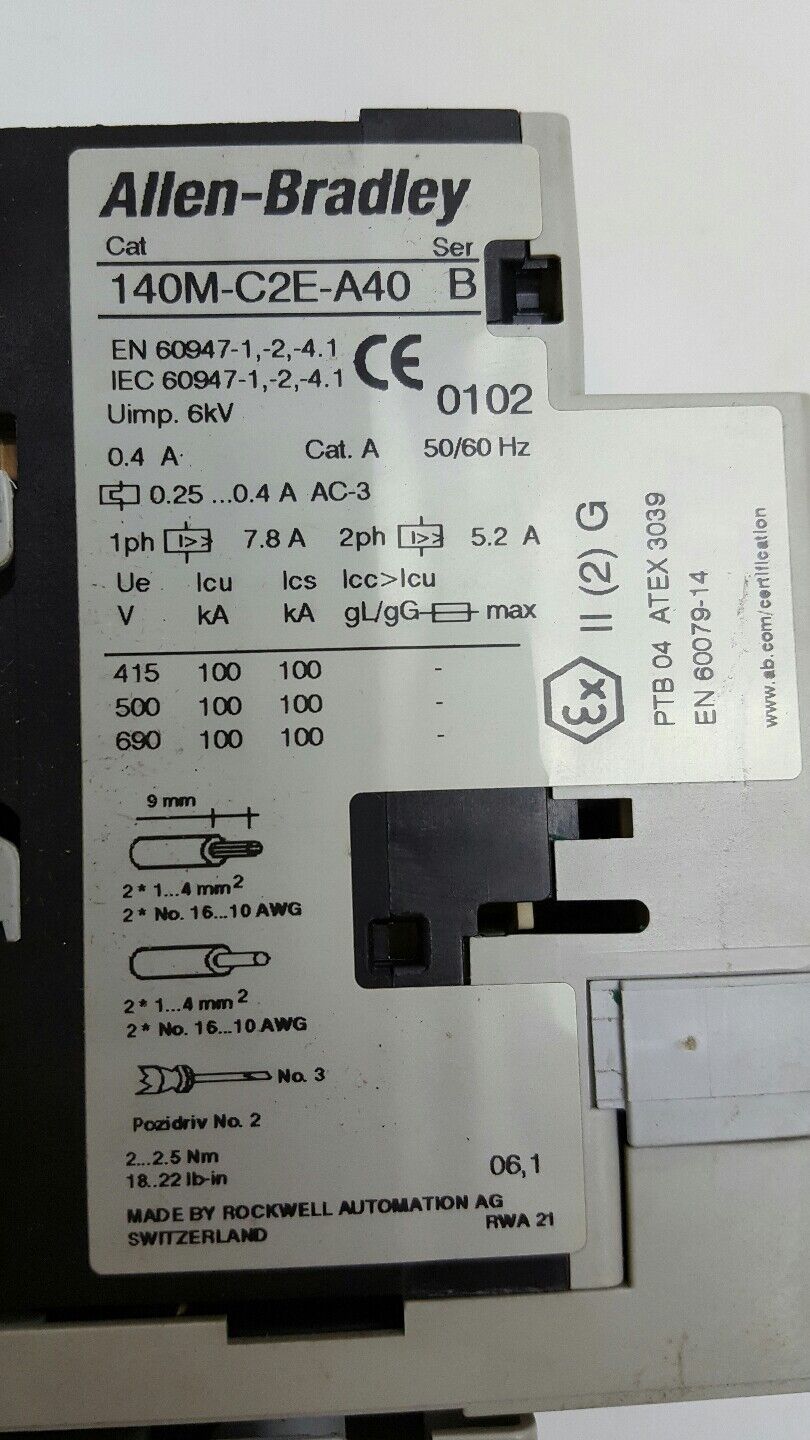 Allen-Bradley
Cat Ser
140M-C2E-A40 B
EN 60947-1,-2,-4.1
IEC 60947-1,-2,-4.1
CE
0102
Uimp. 6kV
0.4 A Cat. A 50/60 Hz
0.25 ...0.4 A AC-3
1ph I> 7.8 A 2ph I> 5.2 A
Ue Icu Ics Icc>Icu
V kA kA gL/gG max
415 100 100 -
500 100 100 -
690 100 100 -
9 mm
2 * 1...4 mm²
2 * No. 16...10 AWG
2 * 1...4 mm²
2 * No. 16...10 AWG
No. 3
Pozidriv No. 2
2...2.5 Nm
18..22 lb-in
06,1
MADE BY ROCKWELL AUTOMATION AG
SWITZERLAND RWA 21
Ex II (2) G
PTB 04 ATEX 3039
EN 60079-14
www.ab.com/certification